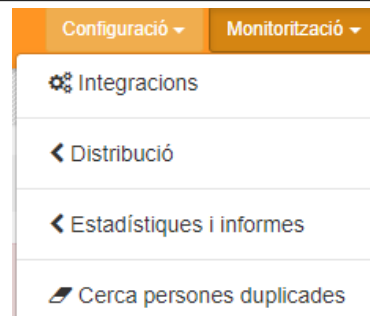 Configuració Monitorització
Integracions
Distribució
Estadístiques i informes
Cerca persones duplicades